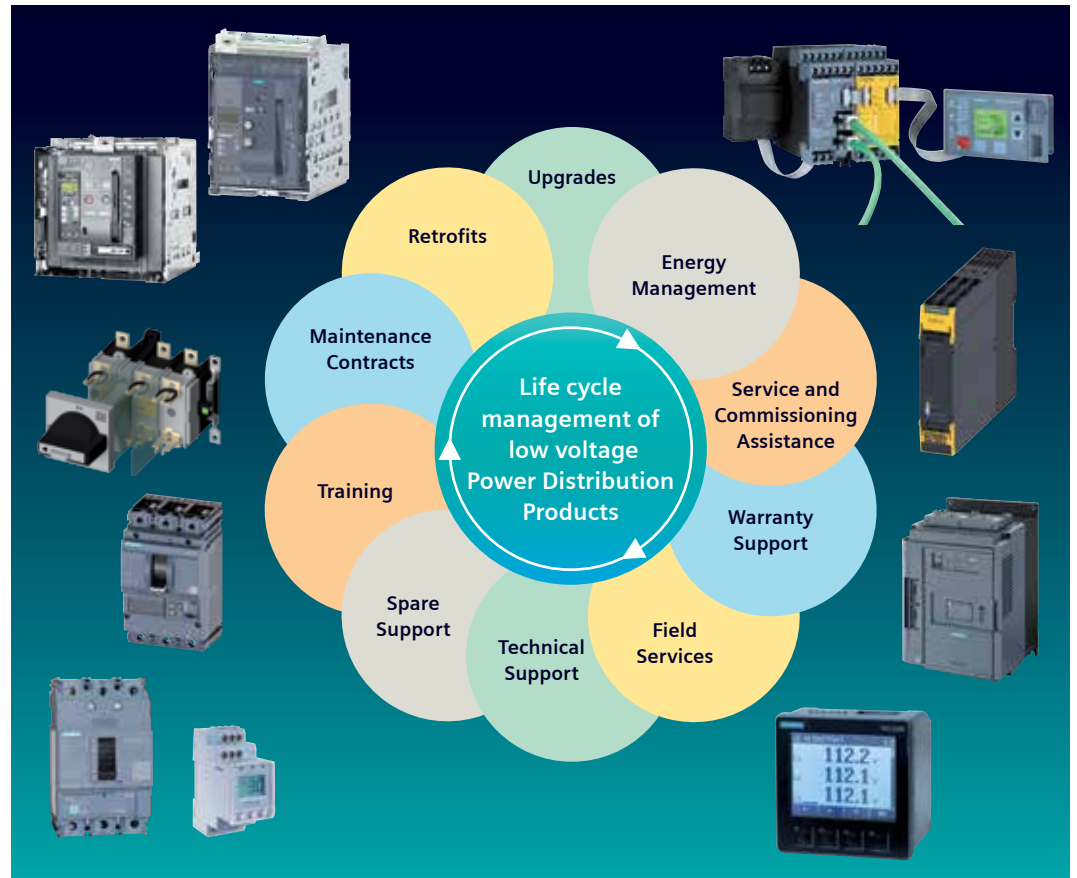 Upgrades
Energy
Management
Service and
Commissioning
Assistance
Warranty
Support
Field
Services
Technical
Support
Spare
Support
Training
Maintenance
Contracts
Retrofits
Life cycle
management of
low voltage
Power Distribution
Products
112.2
112.1
112.1